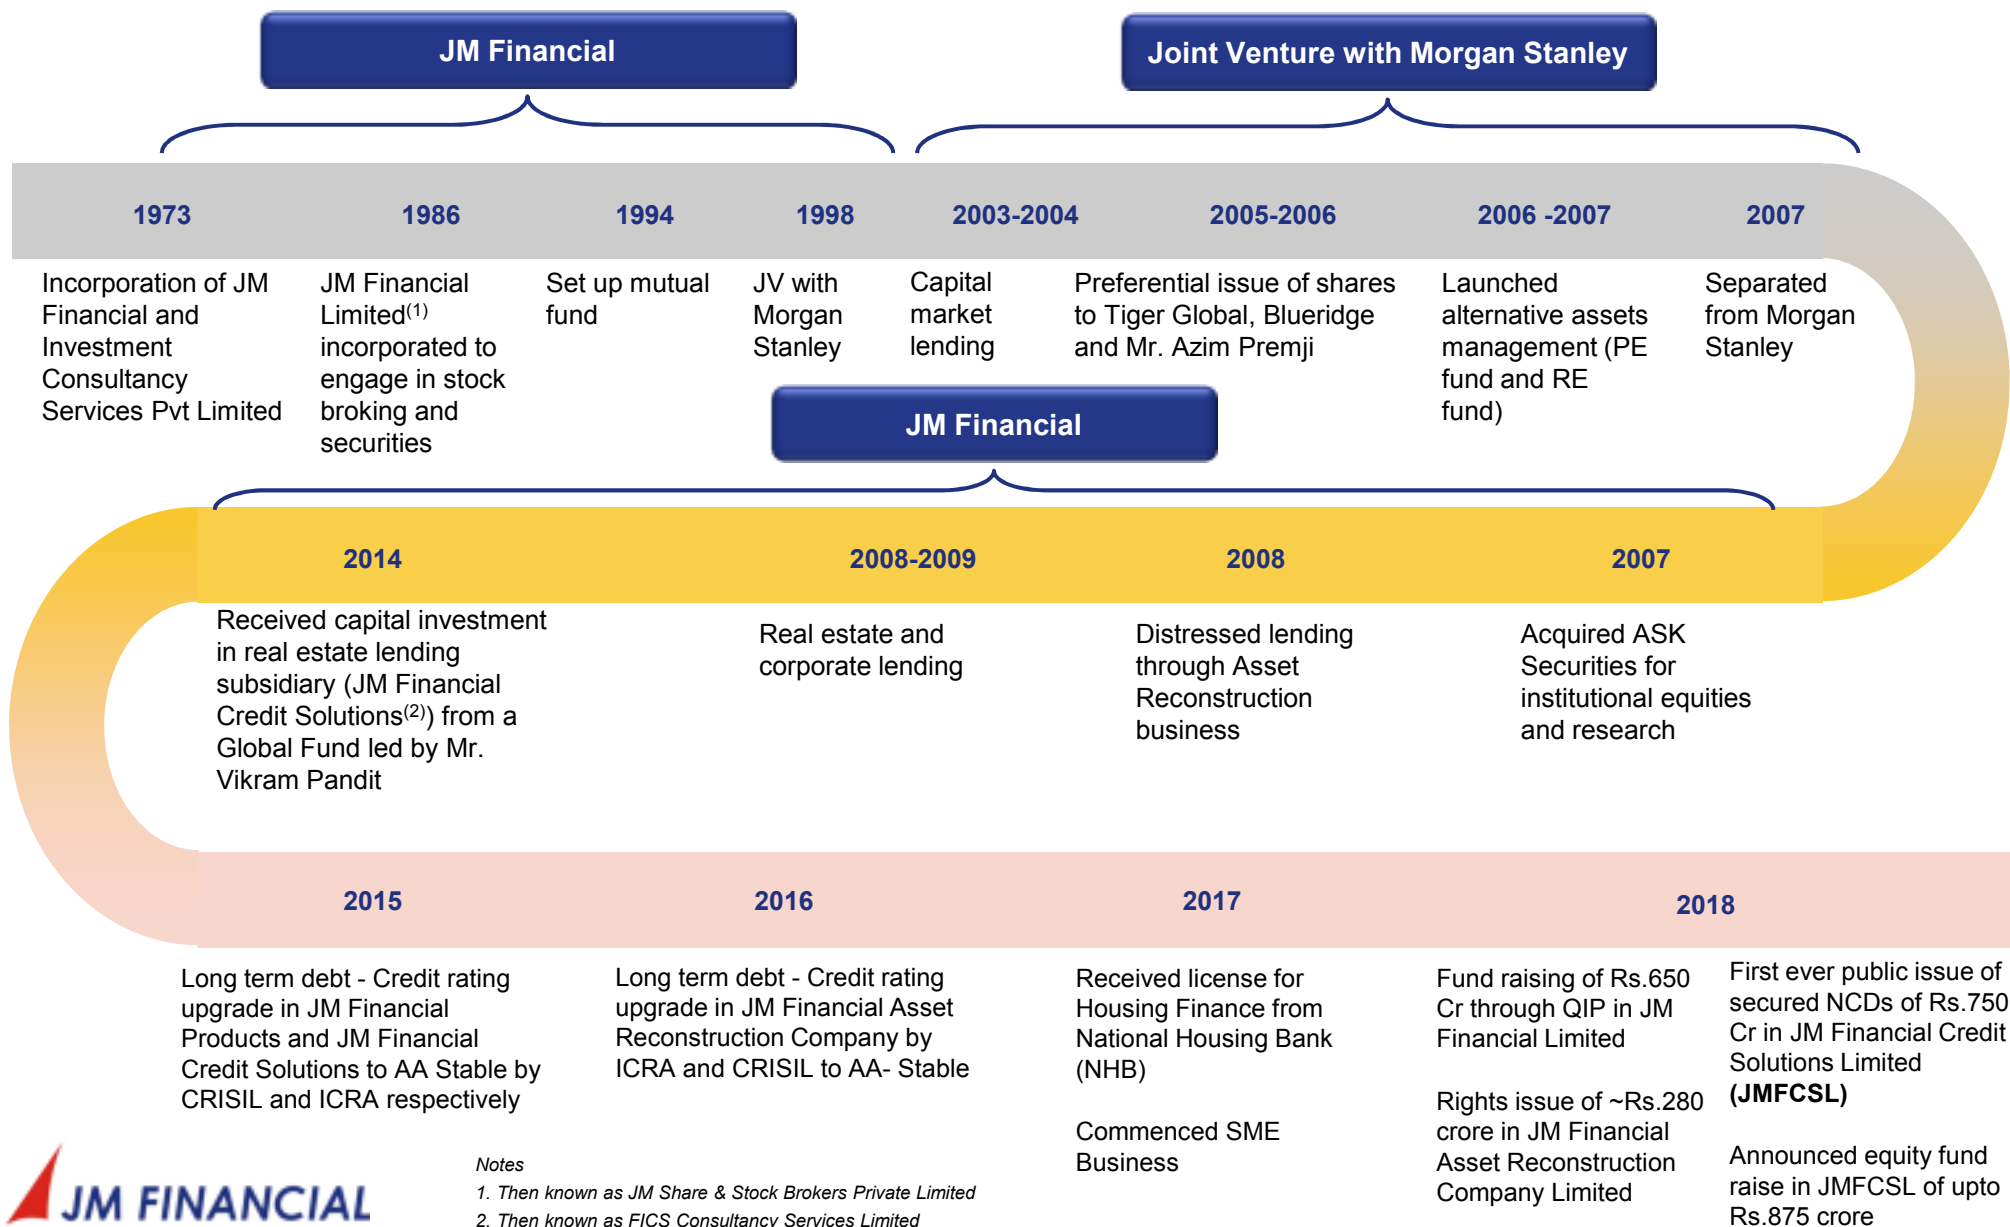 JM Financial
Joint Venture with Morgan Stanley
1973
1986
1994
1998
2003-2004
2005-2006
2006 -2007
2007
Incorporation of JM
Financial and
Investment
Consultancy
Services Pvt Limited
JM Financial
Limited(1)
incorporated to
engage in stock
broking and
securities
Set up mutual
fund
JV with
Morgan
Stanley
Capital
market
lending
Preferential issue of shares
to Tiger Global, Blueridge
and Mr. Azim Premji
Launched
alternative assets
management (PE
fund and RE
fund)
Separated
from Morgan
Stanley
JM Financial
2014
2008-2009
2008
2007
Received capital investment
in real estate lending
subsidiary (JM Financial
Credit Solutions(2)) from a
Global Fund led by Mr.
Vikram Pandit
Real estate and
corporate lending
Distressed lending
through Asset
Reconstruction
business
Acquired ASK
Securities for
institutional equities
and research
2015
2016
2017
2018
Long term debt - Credit rating
upgrade in JM Financial
Products and JM Financial
Credit Solutions to AA Stable by
CRISIL and ICRA respectively
Long term debt - Credit rating
upgrade in JM Financial Asset
Reconstruction Company by
ICRA and CRISIL to AA- Stable
Received license for
Housing Finance from
National Housing Bank
(NHB)
Commenced SME
Business
Fund raising of Rs.650
Cr through QIP in JM
Financial Limited
Rights issue of ~Rs.280
crore in JM Financial
Asset Reconstruction
Company Limited
First ever public issue of
secured NCDs of Rs.750
Cr in JM Financial Credit
Solutions Limited
(JMFCSL)
Announced equity fund
raise in JMFCSL of upto
Rs.875 crore
JM FINANCIAL
Notes
1. Then known as JM Share & Stock Brokers Private Limited
2. Then known as FICS Consultancy Services Limited